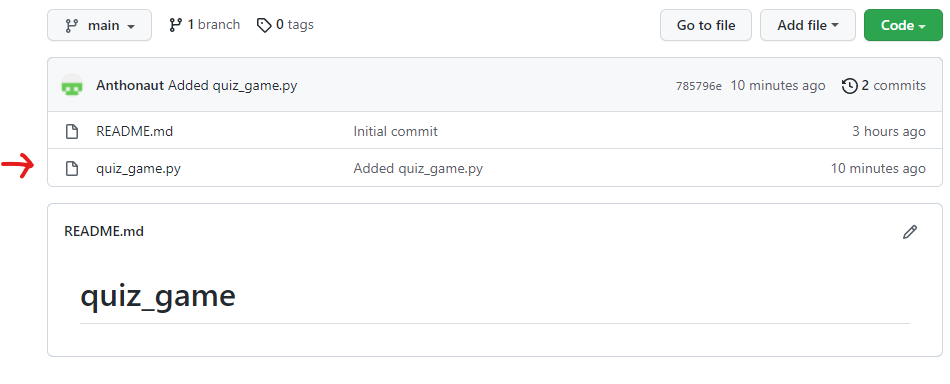 main 1 branch 0 tags Go to file Add file Code
Anthonaut Added quiz_game.py 785796e 10 minutes ago 2 commits
README.md Initial commit 3 hours ago
quiz_game.py Added quiz_game.py 10 minutes ago
README.md
quiz_game